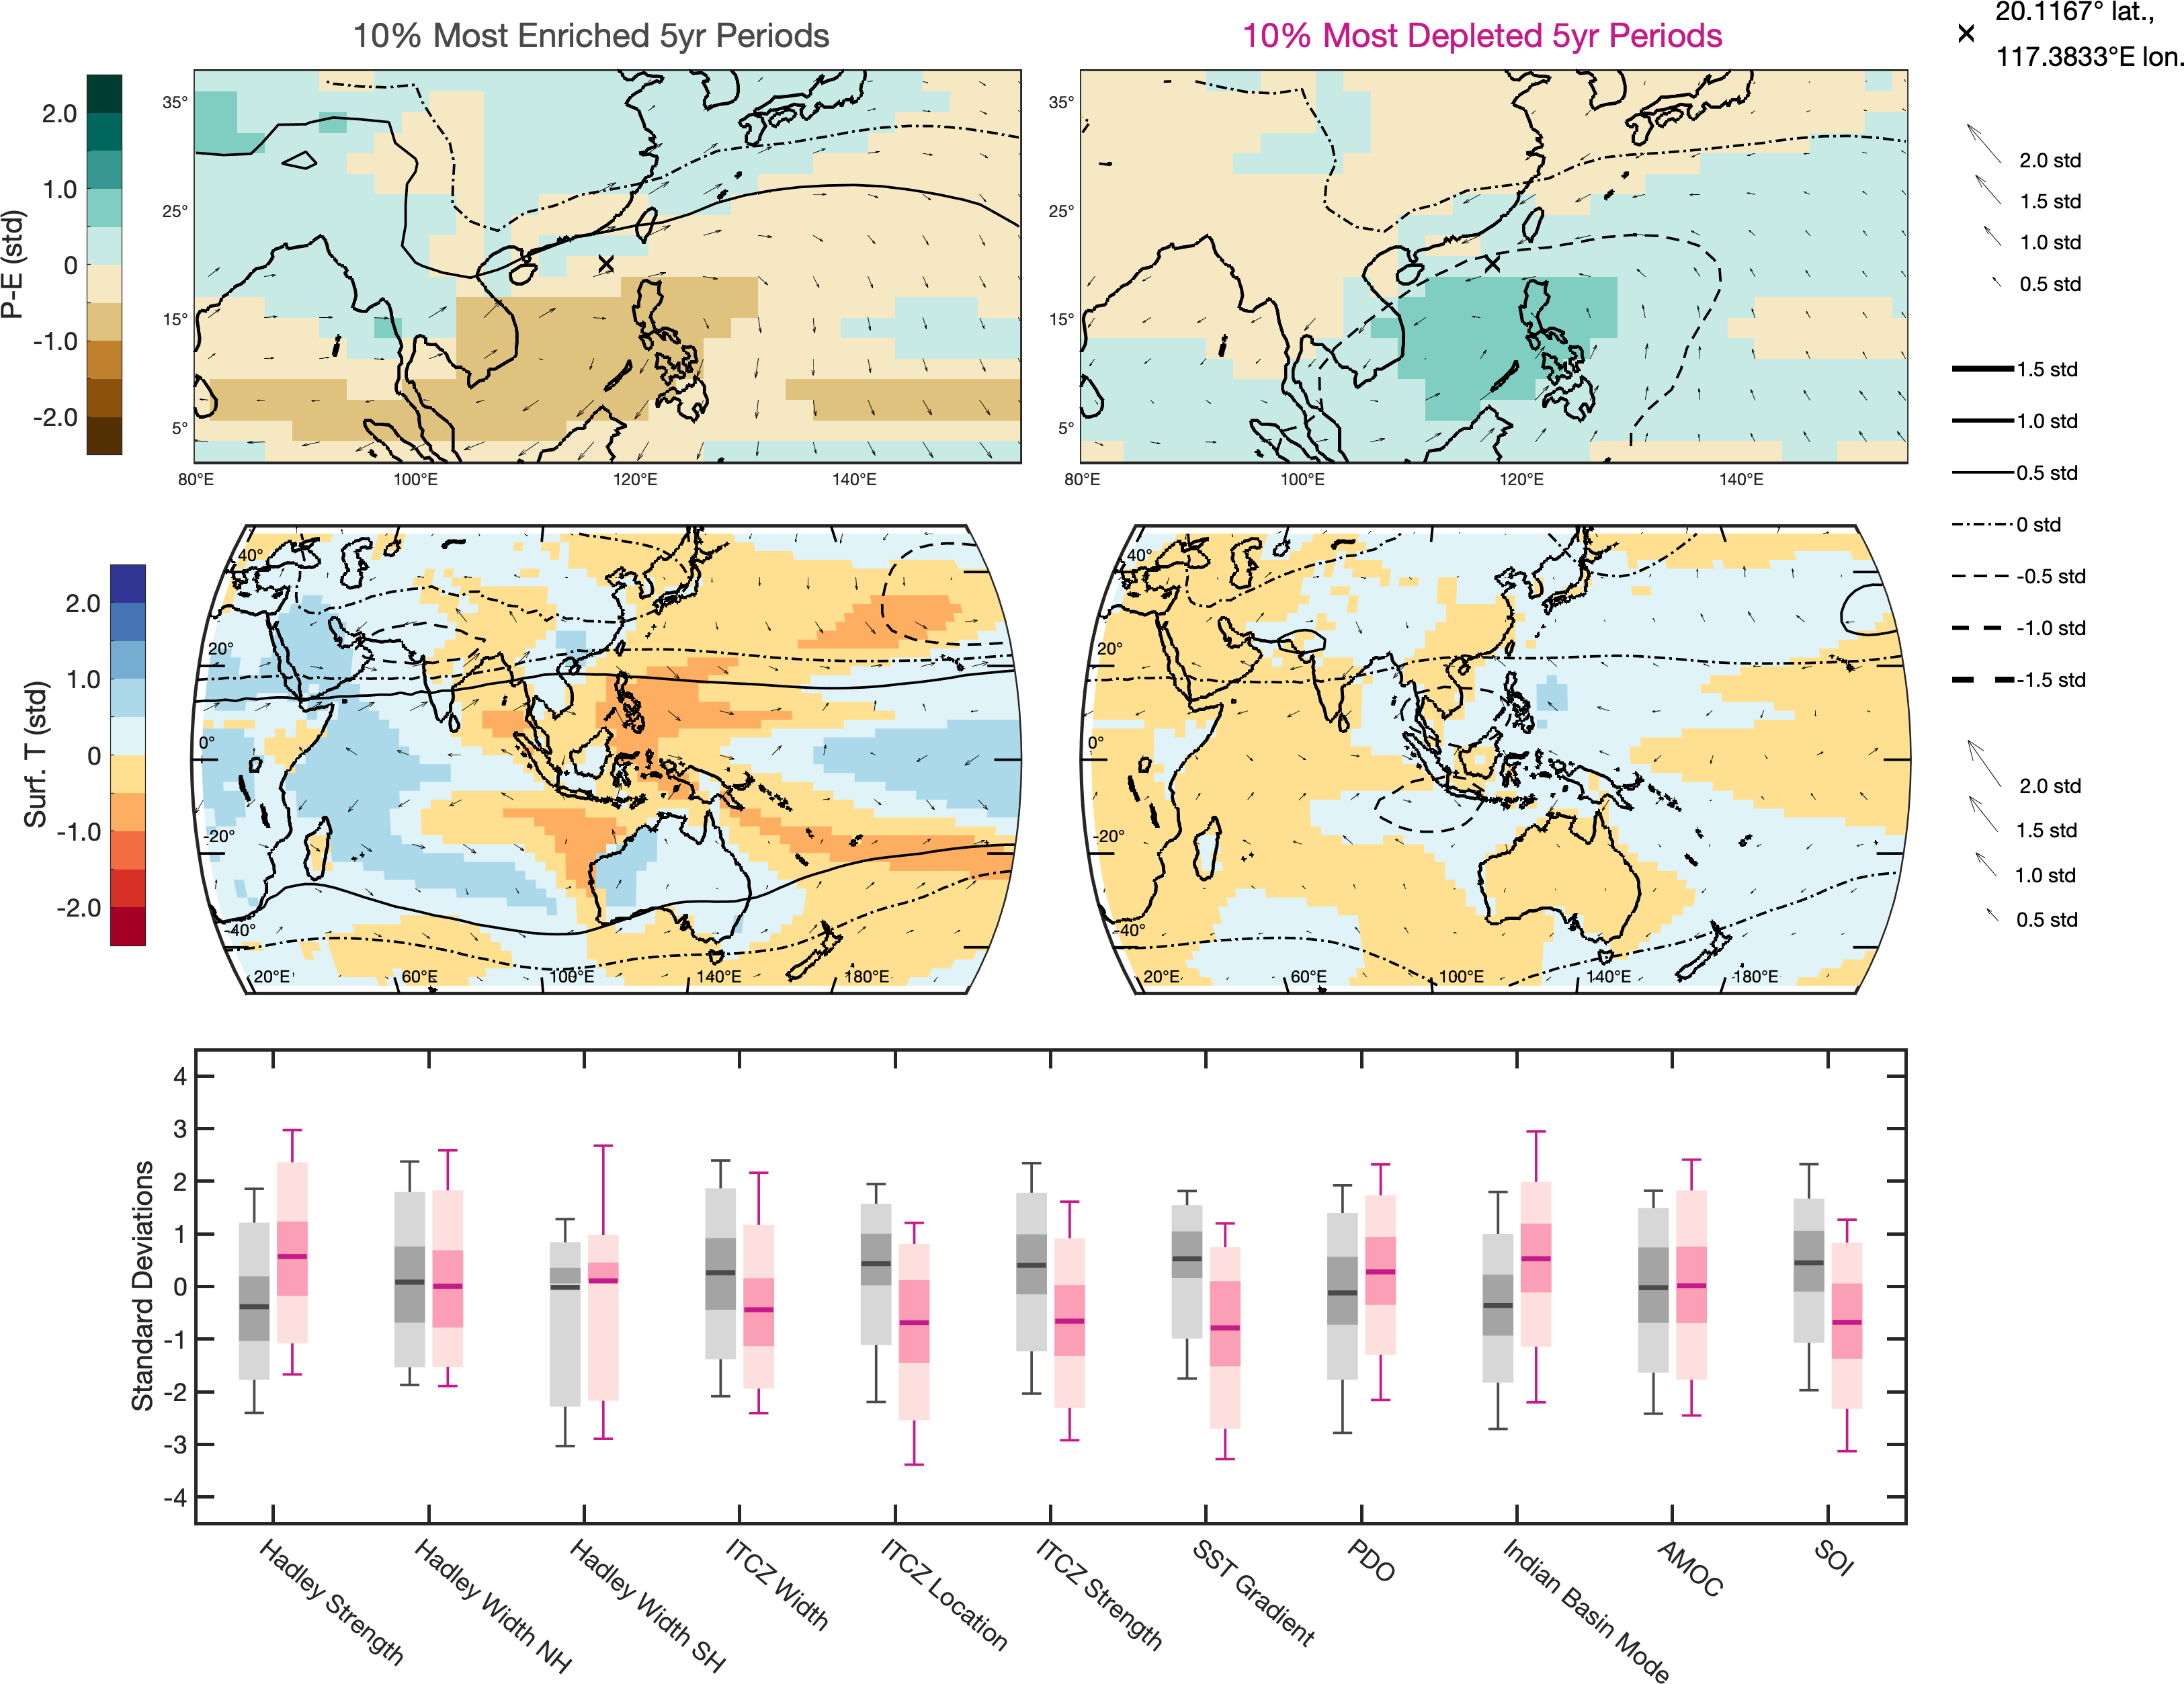 10% Most Enriched 5yr Periods
10% Most Depleted 5yr Periods
20.1167° lat.,
117.3833°E lon.
P-E (std)
2.0
1.0
0
-1.0
-2.0
35°
25°
15°
5°
80°E
100°E
120°E
140°E
35°
25°
15°
5°
80°E
100°E
120°E
140°E
2.0 std
1.5 std
1.0 std
0.5 std
1.5 std
1.0 std
0.5 std
0 std
-0.5 std
-1.0 std
-1.5 std
2.0 std
1.5 std
1.0 std
0.5 std
Surf. T (std)
2.0
1.0
0
-1.0
-2.0
40°
20°
0°
-20°
-40°
20°E
60°E
100°E
140°E
180°E
40°
20°
0°
-20°
-40°
20°E
60°E
100°E
140°E
180°E
Standard Deviations
4
3
2
1
0
-1
-2
-3
-4
Hadley Strength
Hadley Width NH
Hadley Width SH
ITCZ Width
ITCZ Location
ITCZ Strength
SST Gradient
PDO
Indian Basin Mode
AMOC
SOI